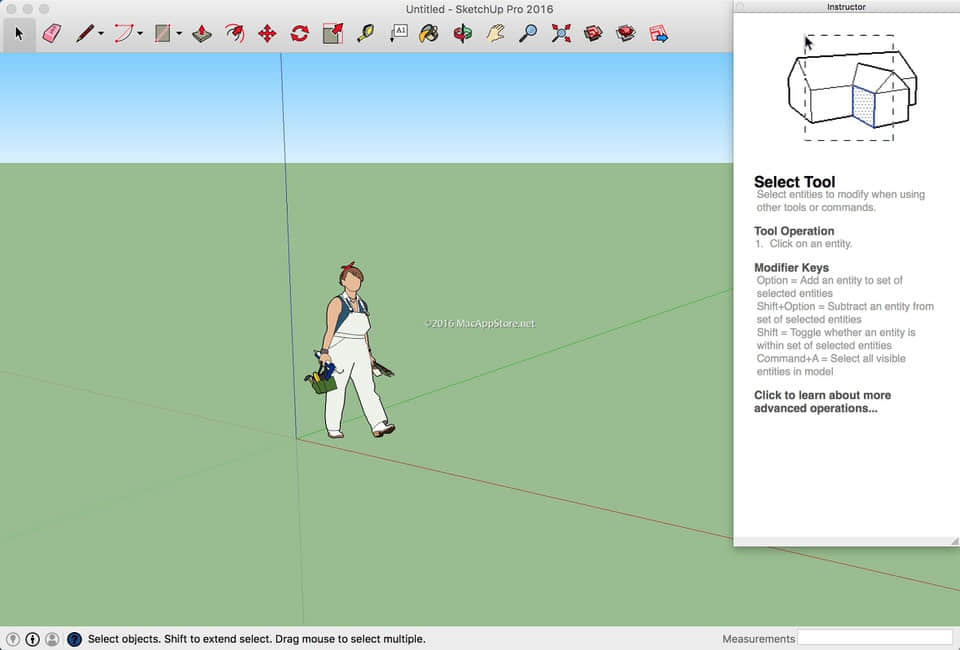 Untitled - SketchUp Pro 2016
Instructor
A1
Select Tool
Select entities to modify when using
other tools or commands.
Tool Operation
1. Click on an entity.
Modifier Keys
Option = Add an entity to set of
selected entities
Shift+Option = Subtract an entity from
set of selected entities
Shift = Toggle whether an entity is
within set of selected entities
Command+A = Select all visible
entities in model
Click to learn about more
advanced operations...
©2016 MacAppStore.net
? Select objects. Shift to extend select. Drag mouse to select multiple.
Measurements